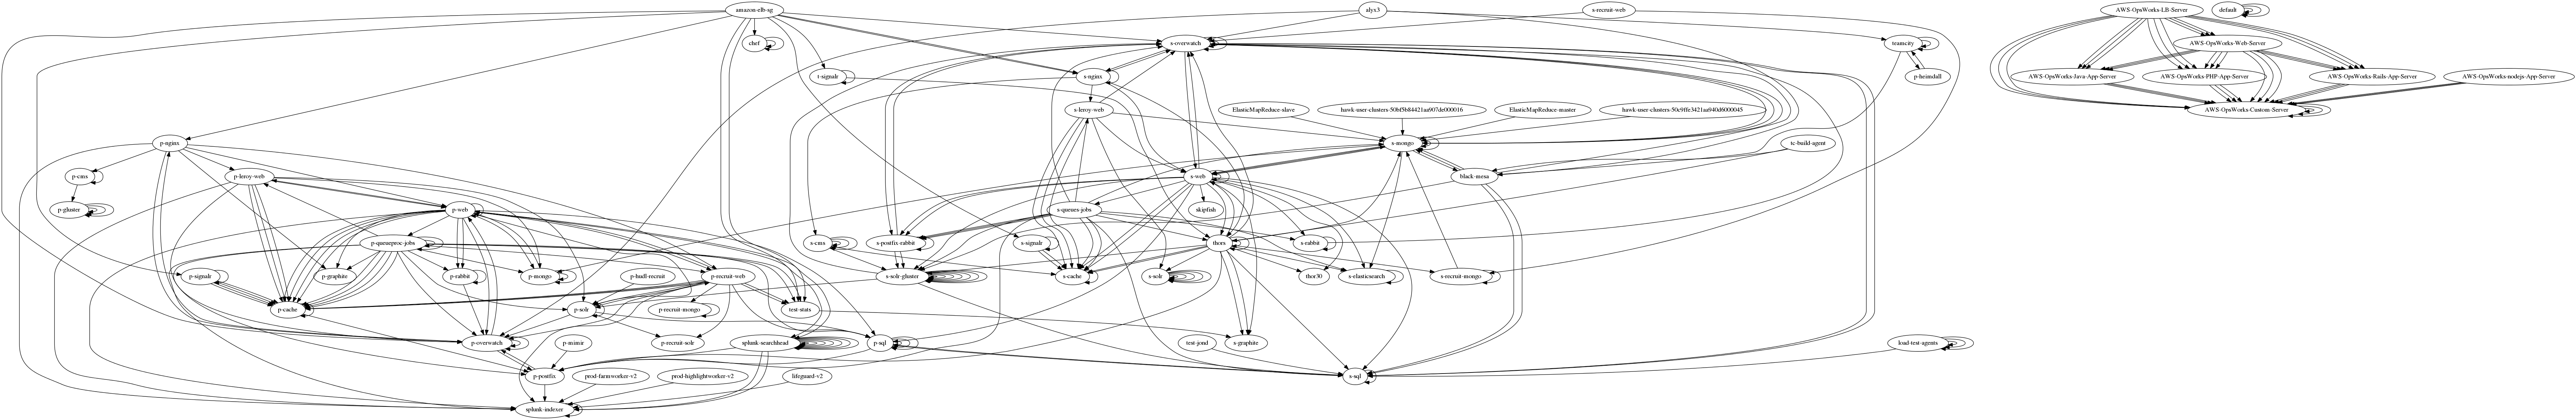 amazon-elb-sg
alyx3
s-recruit-web
AWS-OpsWorks-LB-Server
default
chef
s-overwatch
teamcity
AWS-OpsWorks-Web-Server
t-signalr
s-nginx
p-heimdall
AWS-OpsWorks-Java-App-Server
AWS-OpsWorks-PHP-App-Server
AWS-OpsWorks-Rails-App-Server
AWS-OpsWorks-nodejs-App-Server
s-leroy-web
ElasticMapReduce-slave
hawk-user-clusters-50bf5b84421aa907de000016
ElasticMapReduce-master
hawk-user-clusters-50c9ffe3421aa940d6000045
AWS-OpsWorks-Custom-Server
p-nginx
s-mongo
tc-build-agent
p-cms
p-leroy-web
s-web
black-mesa
p-gluster
p-web
s-queues-jobs
skipfish
p-queueproc-jobs
s-cms
s-postfix-rabbit
s-signalr
thors
s-rabbit
p-signalr
p-graphite
p-rabbit
p-mongo
p-hudl-recruit
p-recruit-web
s-solr-gluster
s-cache
s-solr
thor30
s-elasticsearch
s-recruit-mongo
p-cache
p-solr
p-recruit-mongo
test-stats
p-overwatch
p-mimir
p-recruit-solr
splunk-searchhead
p-sql
test-jond
s-graphite
load-test-agents
p-postfix
prod-farmworker-v2
prod-highlightworker-v2
lifeguard-v2
s-sql
splunk-indexer